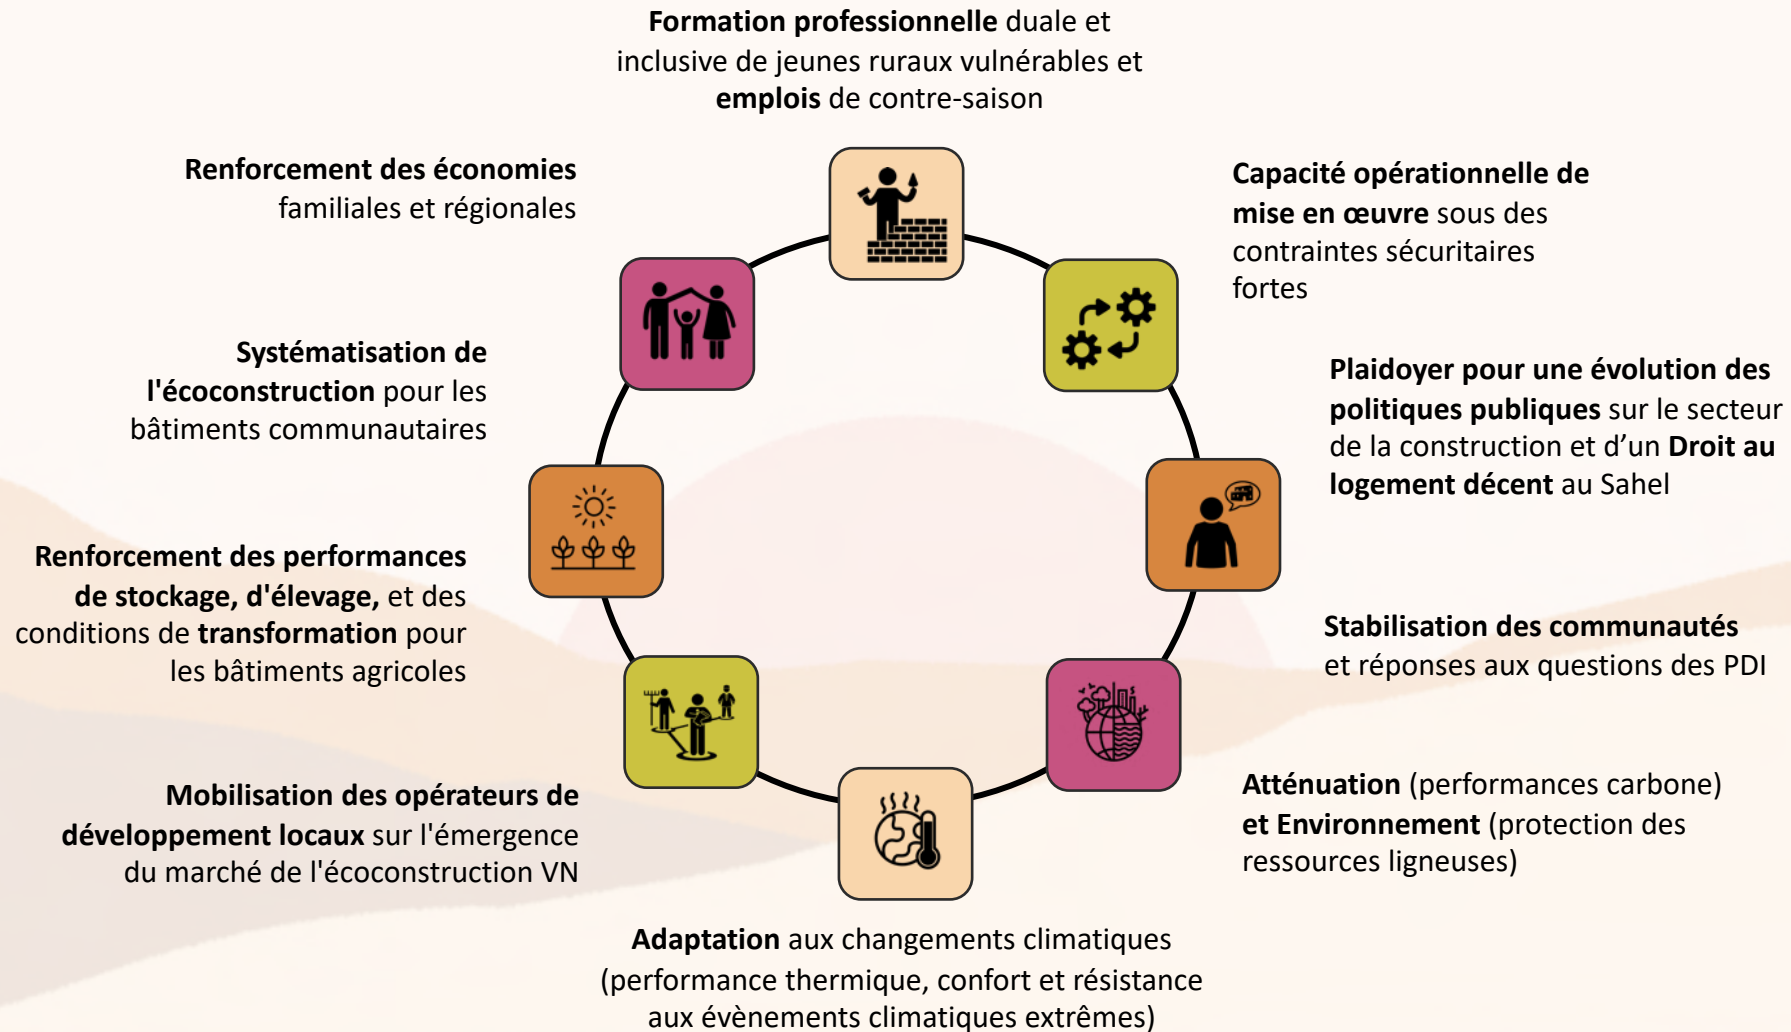 Formation professionnelle duale et
inclusive de jeunes ruraux vulnérables et
emplois de contre-saison
Capacité opérationnelle de
mise en œuvre sous des
contraintes sécuritaires
fortes
Plaidoyer pour une évolution des
politiques publiques sur le secteur
de la construction et d’un Droit au
logement décent au Sahel
Stabilisation des communautés
et réponses aux questions des PDI
Atténuation (performances carbone)
et Environnement (protection des
ressources ligneuses)
Adaptation aux changements climatiques
(performance thermique, confort et résistance
aux évènements climatiques extrêmes)
Mobilisation des opérateurs de
développement locaux sur l'émergence
du marché de l'écoconstruction VN
Renforcement des performances
de stockage, d'élevage, et des
conditions de transformation pour
les bâtiments agricoles
Systématisation de
l'écoconstruction pour les
bâtiments communautaires
Renforcement des économies
familiales et régionales